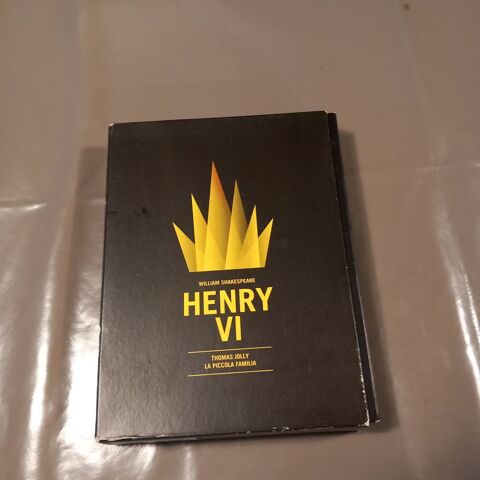 WILLIAM SHAKESPEARE
HENRY
VI
THOMAS JOLLY
LA PICCOLA FAMILIA